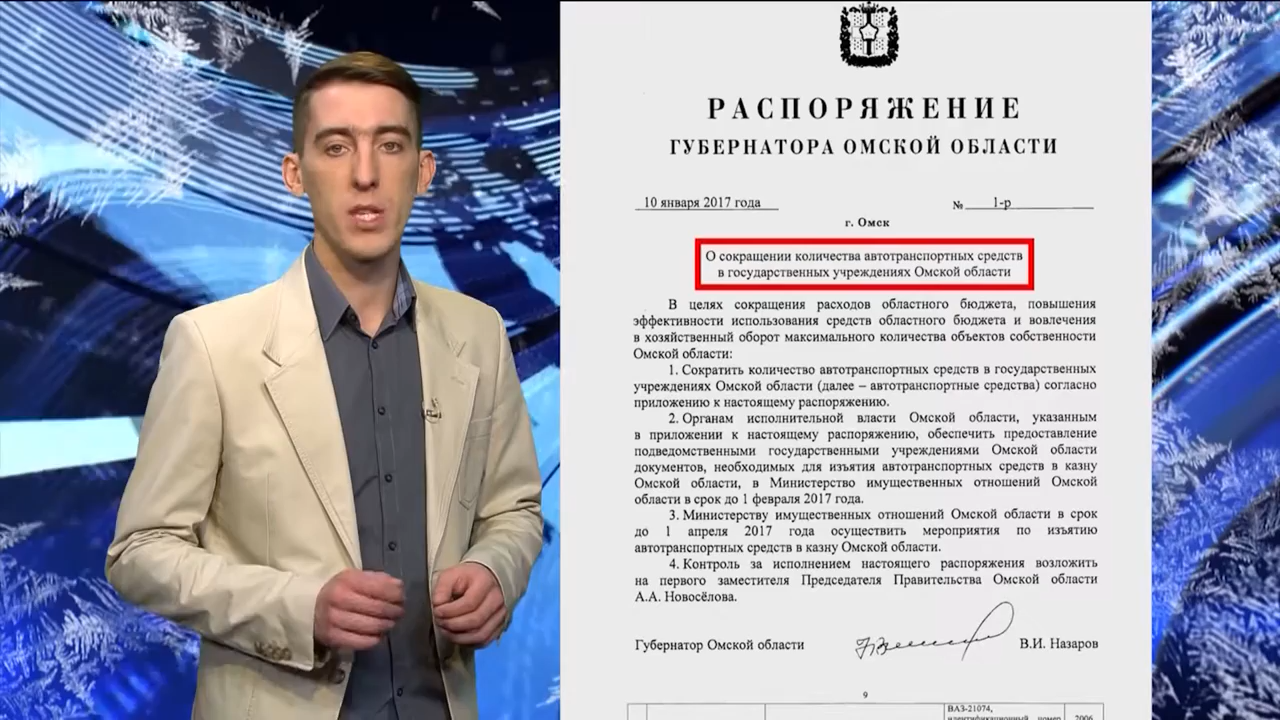 РАСПОРЯЖЕНИЕ
ГУБЕРНАТОРА ОМСКОЙ ОБЛАСТИ
10 января 2017 года № 1-р
г. Омск
О сокращении количества автотранспортных средств
в государственных учреждениях Омской области
В целях сокращения расходов областного бюджета, повышения
эффективности использования средств областного бюджета и вовлечения
в хозяйственный оборот максимального количества объектов собственности
Омской области:
1. Сократить количество автотранспортных средств в государственных
учреждениях Омской области (далее – автотранспортные средства) согласно
приложению к настоящему распоряжению.
2. Органам исполнительной власти Омской области, указанным
в приложении к настоящему распоряжению, обеспечить предоставление
подведомственными государственными учреждениями Омской области
документов, необходимых для изъятия автотранспортных средств в казну
Омской области, в Министерство имущественных отношений Омской
области в срок до 1 февраля 2017 года.
3. Министерству имущественных отношений Омской области в срок
до 1 апреля 2017 года осуществить мероприятия по изъятию
автотранспортных средств в казну Омской области.
4. Контроль за исполнением настоящего распоряжения возложить
на первого заместителя Председателя Правительства Омской области
А.А. Новосёлова.
Губернатор Омской области В.И. Назаров
9
ВАЗ-21074,
идентификационный номер 2006